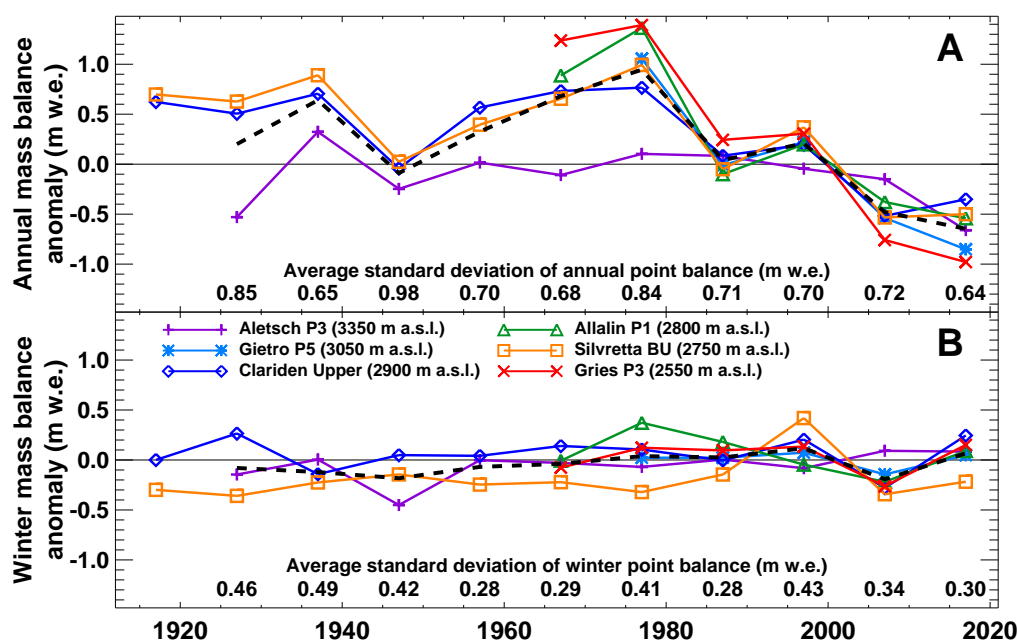 A
Annual mass balance
anomaly (m w.e.)
1.0
0.5
0.0
-0.5
-1.0
Average standard deviation of annual point balance (m w.e.)
0.85 0.65 0.98 0.70 0.68 0.84 0.71 0.70 0.72 0.64
B
Aletsch P3 (3350 m a.s.l.)
Gietro P5 (3050 m a.s.l.)
Clariden Upper (2900 m a.s.l.)
Allalin P1 (2800 m a.s.l.)
Silvretta BU (2750 m a.s.l.)
Gries P3 (2550 m a.s.l.)
Winter mass balance
anomaly (m w.e.)
1.0
0.5
0.0
-0.5
-1.0
Average standard deviation of winter point balance (m w.e.)
0.46 0.49 0.42 0.28 0.29 0.41 0.28 0.43 0.34 0.30
1920 1940 1960 1980 2000 2020